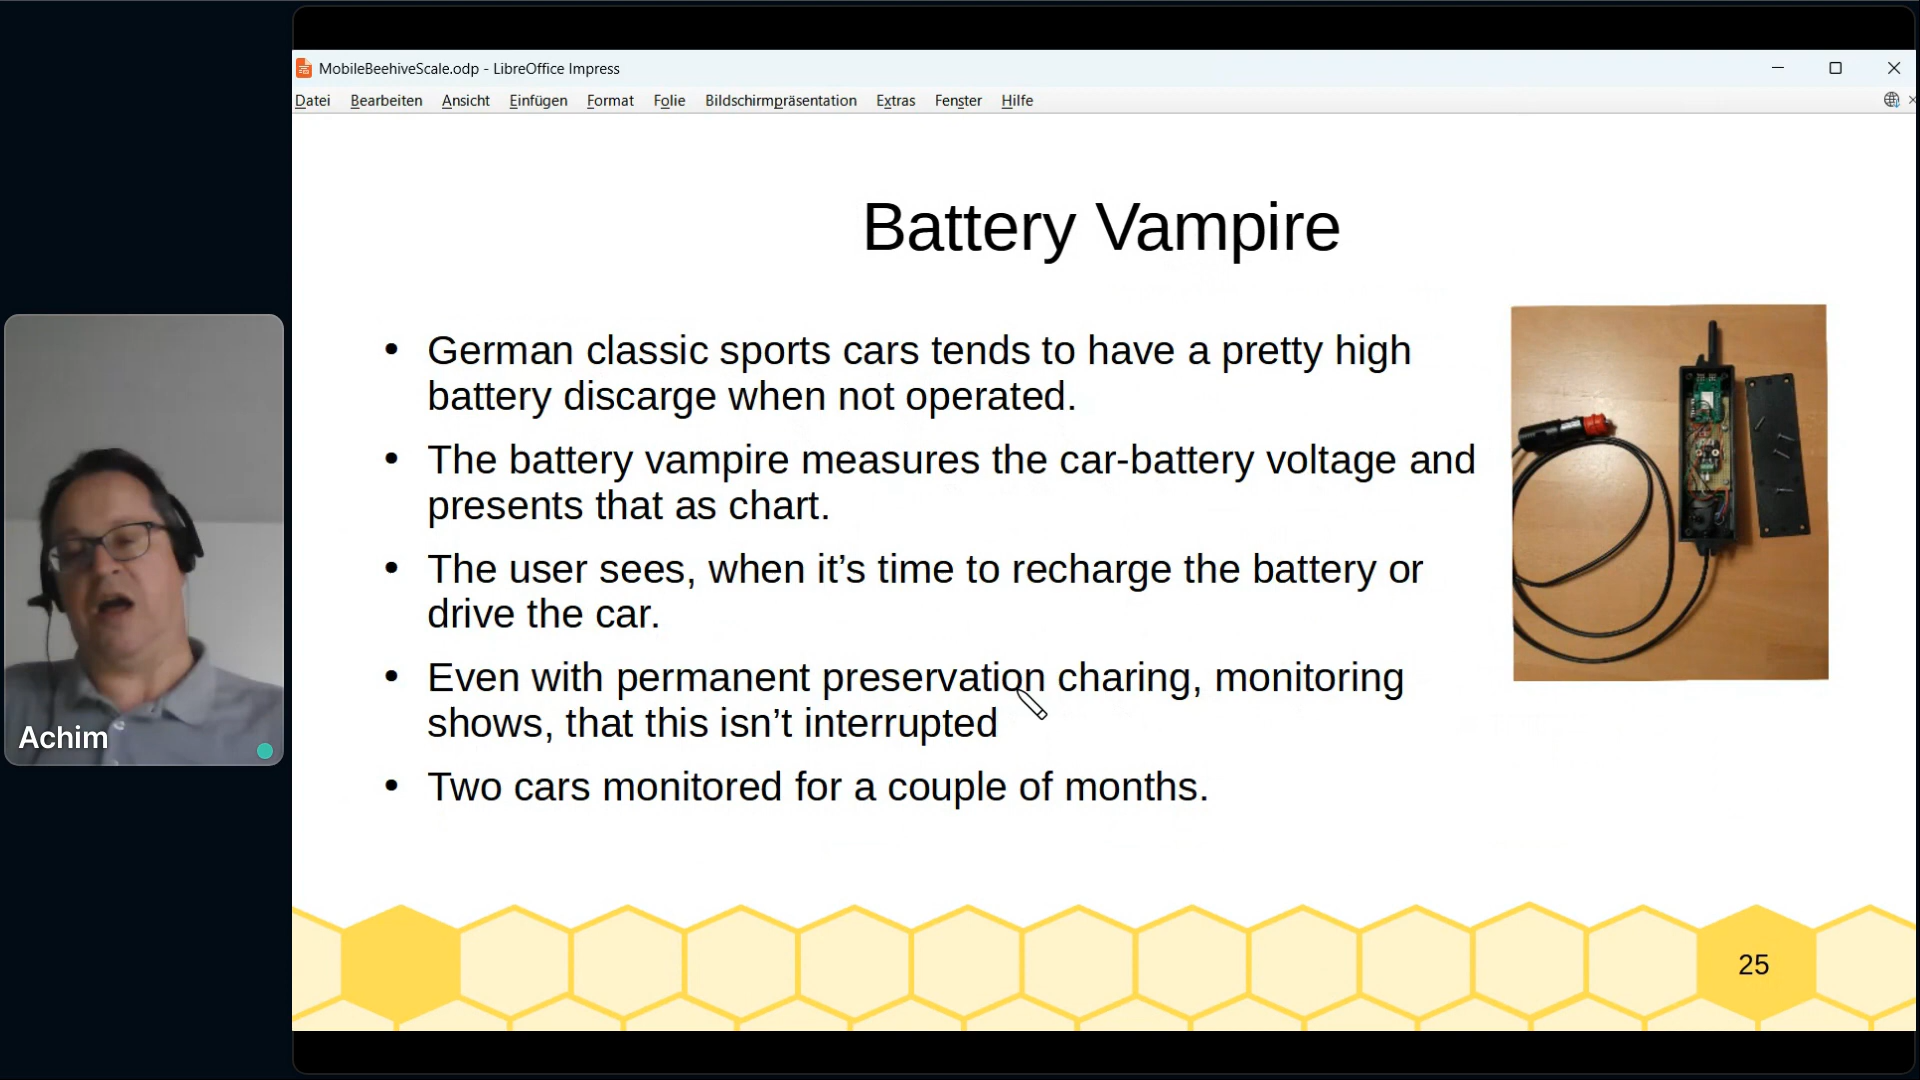 MobileBeehiveScale.odp - LibreOffice Impress
Datei Bearbeiten Ansicht Einfügen Format Folie Bildschirmpräsentation Extras Fenster Hilfe
Battery Vampire
• German classic sports cars tends to have a pretty high
battery discarge when not operated.
• The battery vampire measures the car-battery voltage and
presents that as chart.
• The user sees, when it’s time to recharge the battery or
drive the car.
• Even with permanent preservation charing, monitoring
shows, that this isn’t interrupted
• Two cars monitored for a couple of months.
Achim
25